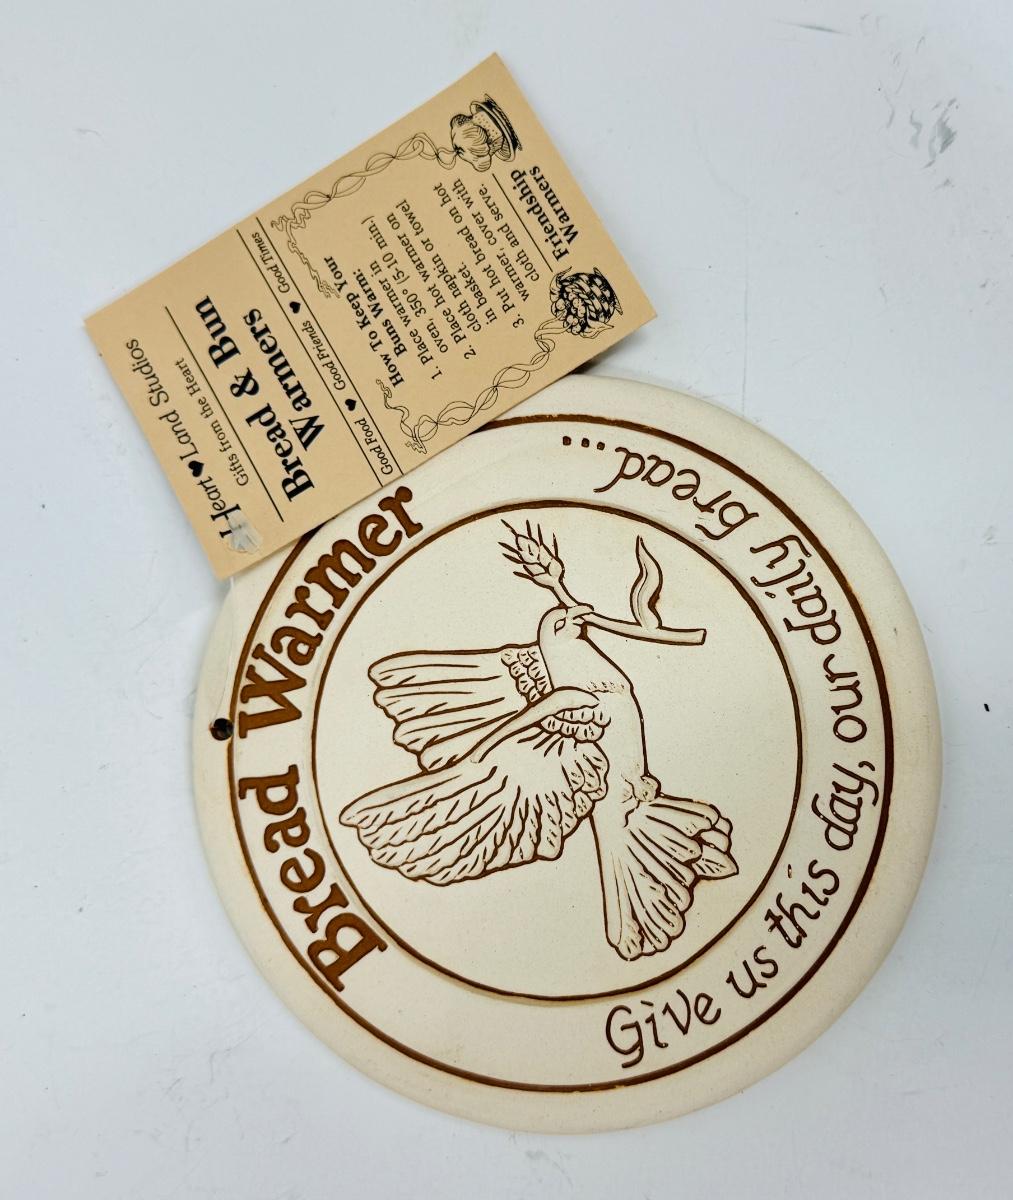 Heart ♥ Land Studios
Gifts from the Heart
Bread & Bun
Warmers
Good Food ♥ Good Friends ♥ Good Times
How To Keep Your
Buns Warm:
1. Place warmer in
oven, 350° (5-10 min.)
2. Place hot warmer on
cloth napkin or towel
in basket.
3. Put hot bread on hot
warmer, cover with
cloth and serve.
Friendship
Warmers
Bread Warmer
Give us this day, our daily bread....